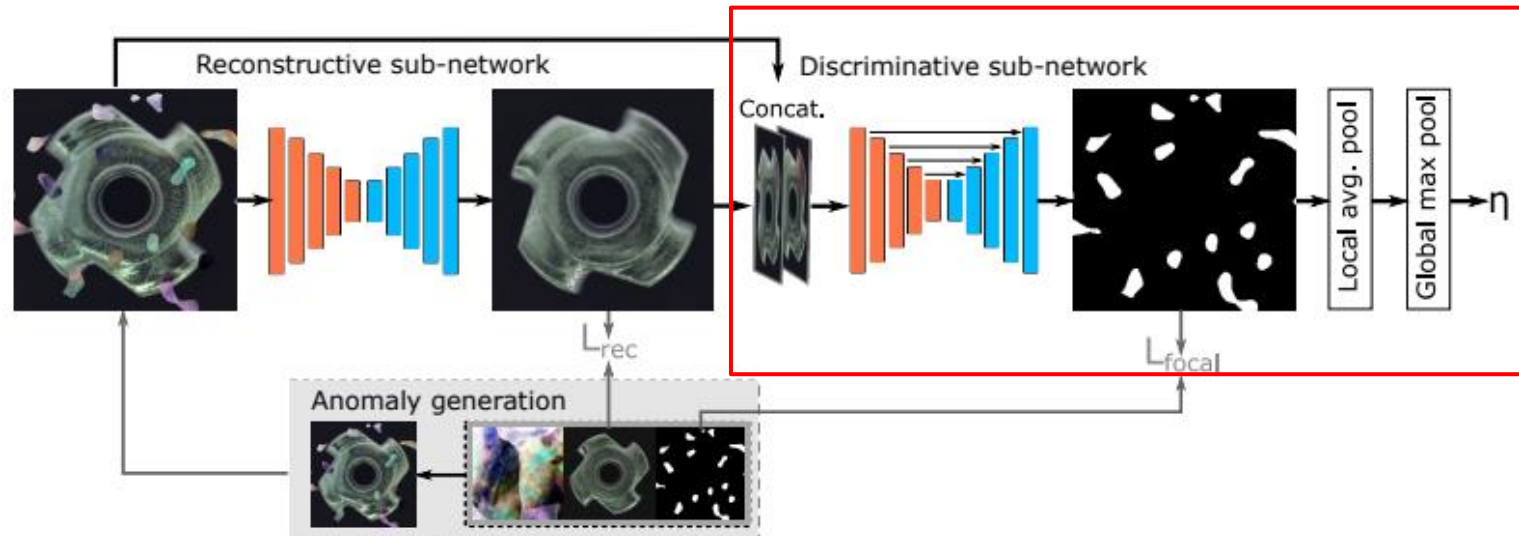 Reconstructive sub-network
Discriminative sub-network
Concat.
Local avg. pool
Global max pool
η
Lrec
Lfocal
Anomaly generation